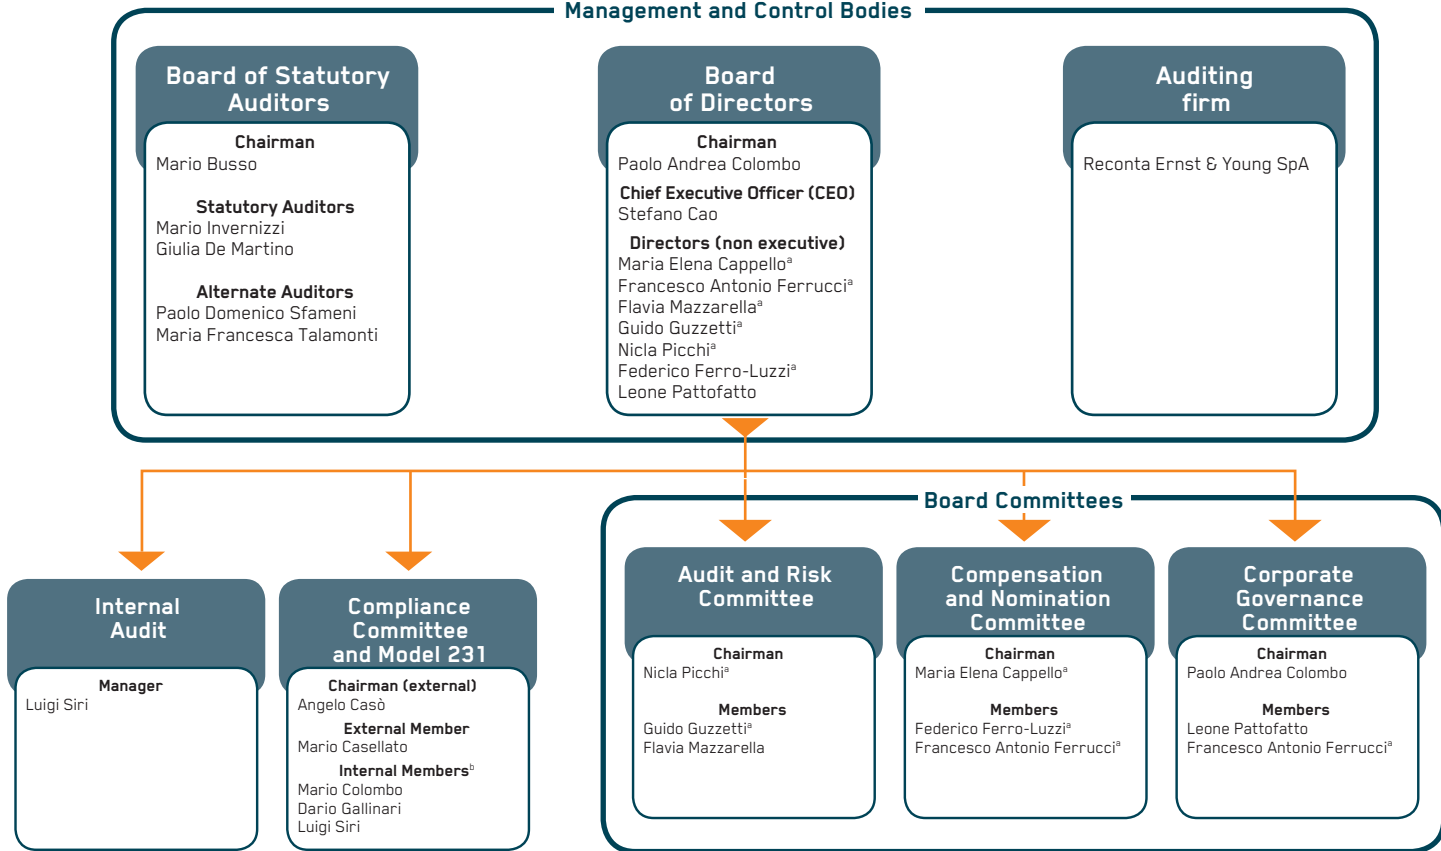 Management and Control Bodies
Board of Statutory
Auditors
Chairman
Mario Busso
Statutory Auditors
Mario Invernizzi
Giulia De Martino
Alternate Auditors
Paolo Domenico Sfameni
Maria Francesca Talamonti
Board
of Directors
Chairman
Paolo Andrea Colombo
Chief Executive Officer (CEO)
Stefano Cao
Directors (non executive)
Maria Elena Cappelloᵃ
Francesco Antonio Ferrucciᵃ
Flavia Mazzarellaᵃ
Guido Guzzettiᵃ
Nicla Picchiᵃ
Federico Ferro-Luzziᵃ
Leone Pattofatto
Auditing
firm
Reconta Ernst & Young SpA
Internal
Audit
Manager
Luigi Siri
Compliance
Committee
and Model 231
Chairman (external)
Angelo Casò
External Member
Mario Casellato
Internal Membersᵇ
Mario Colombo
Dario Gallinari
Luigi Siri
Board Committees
Audit and Risk
Committee
Chairman
Nicla Picchiᵃ
Members
Guido Guzzettiᵃ
Flavia Mazzarella
Compensation
and Nomination
Committee
Chairman
Maria Elena Cappelloᵃ
Members
Federico Ferro-Luzziᵃ
Francesco Antonio Ferrucciᵃ
Corporate
Governance
Committee
Chairman
Paolo Andrea Colombo
Members
Leone Pattofatto
Francesco Antonio Ferrucciᵃ